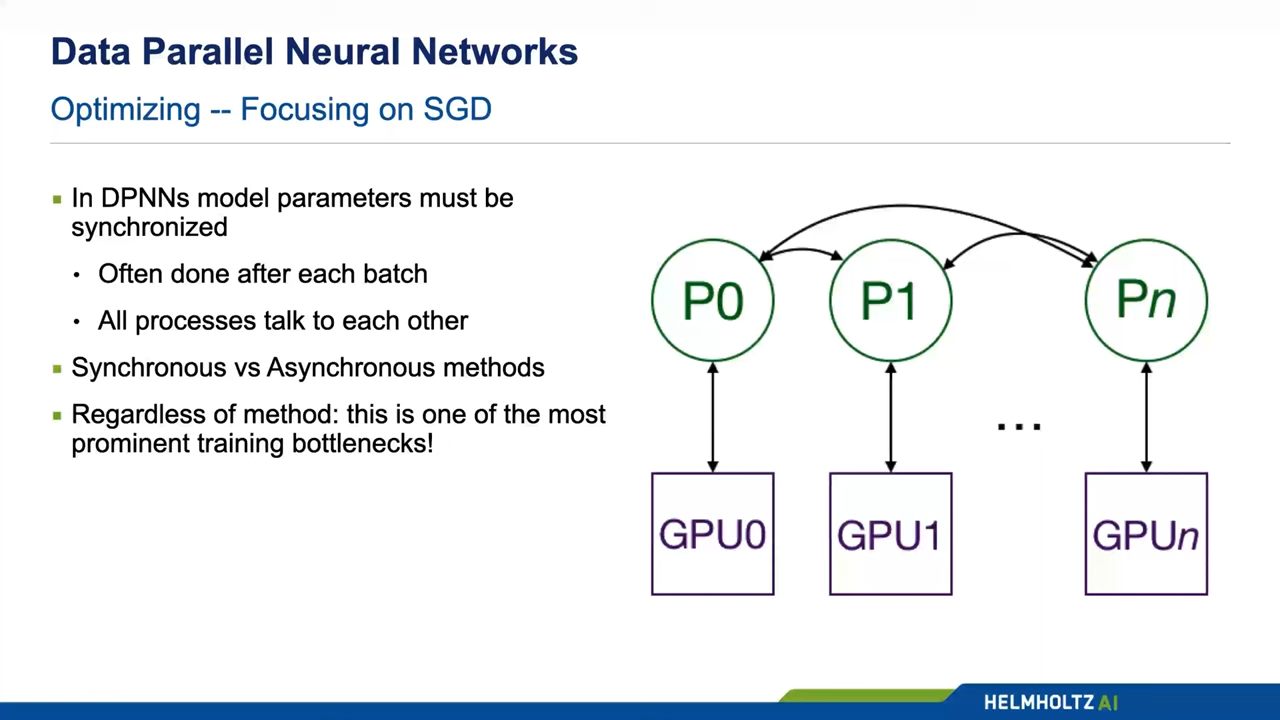 Data Parallel Neural Networks
Optimizing -- Focusing on SGD
In DPNNs model parameters must be
synchronized
Often done after each batch
All processes talk to each other
Synchronous vs Asynchronous methods
Regardless of method: this is one of the most
prominent training bottlenecks!
P0
P1
Pn
...
GPU0
GPU1
GPUn
HELMHOLTZ AI